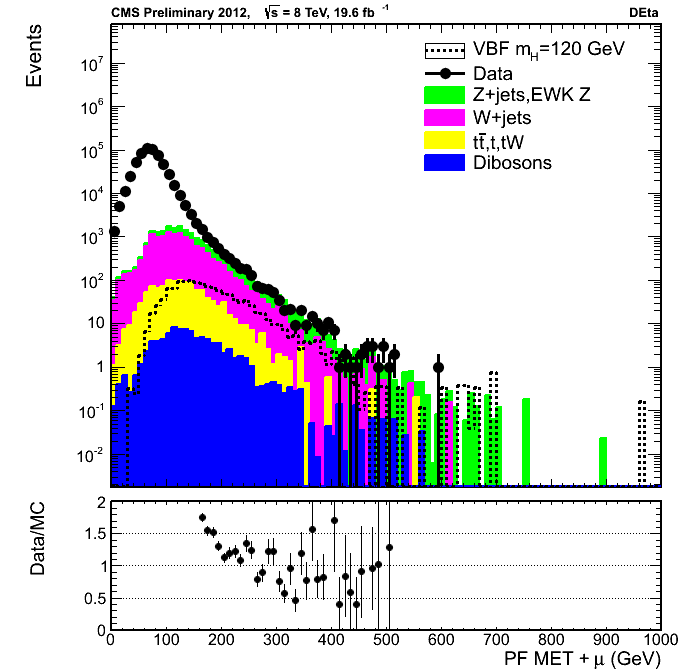 CMS Preliminary 2012, √s = 8 TeV, 19.6 fb⁻¹ DEta
Events
VBF m_H=120 GeV
Data
Z+jets,EWK Z
W+jets
tt̅,t,tW
Dibosons
10⁷
10⁶
10⁵
10⁴
10³
10²
10
1
10⁻¹
10⁻²
Data/MC
2
1.5
1
0.5
0
0 100 200 300 400 500 600 700 800 900 1000
PF MET + μ (GeV)